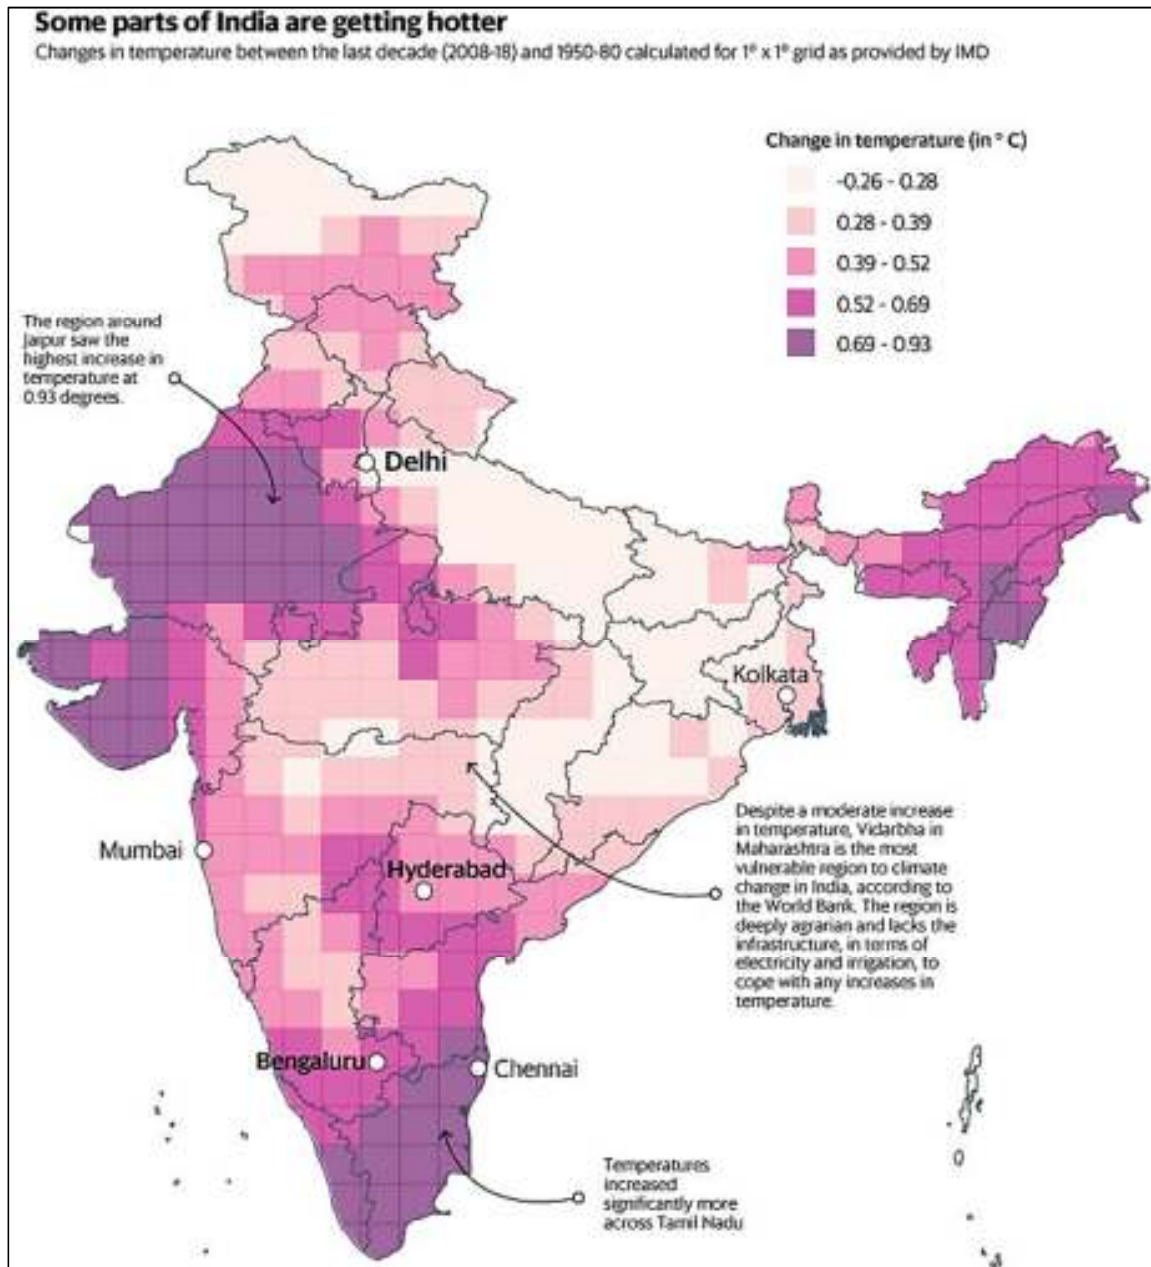 Some parts of India are getting hotter
Changes in temperature between the last decade (2008-18) and 1950-80 calculated for 1° x 1° grid as provided by IMD
Change in temperature (in ° C)
-0.26 - 0.28
0.28 - 0.39
0.39 - 0.52
0.52 - 0.69
0.69 - 0.93
The region around
Jaipur saw the
highest increase in
temperature at
0.93 degrees.
Delhi
Kolkata
Mumbai
Hyderabad
Despite a moderate increase
in temperature, Vidarbha in
Maharashtra is the most
vulnerable region to climate
change in India, according to
the World Bank. The region is
deeply agrarian and lacks the
infrastructure, in terms of
electricity and irrigation, to
cope with any increases in
temperature.
Bengaluru
Chennai
Temperatures
increased
significantly more
across Tamil Nadu